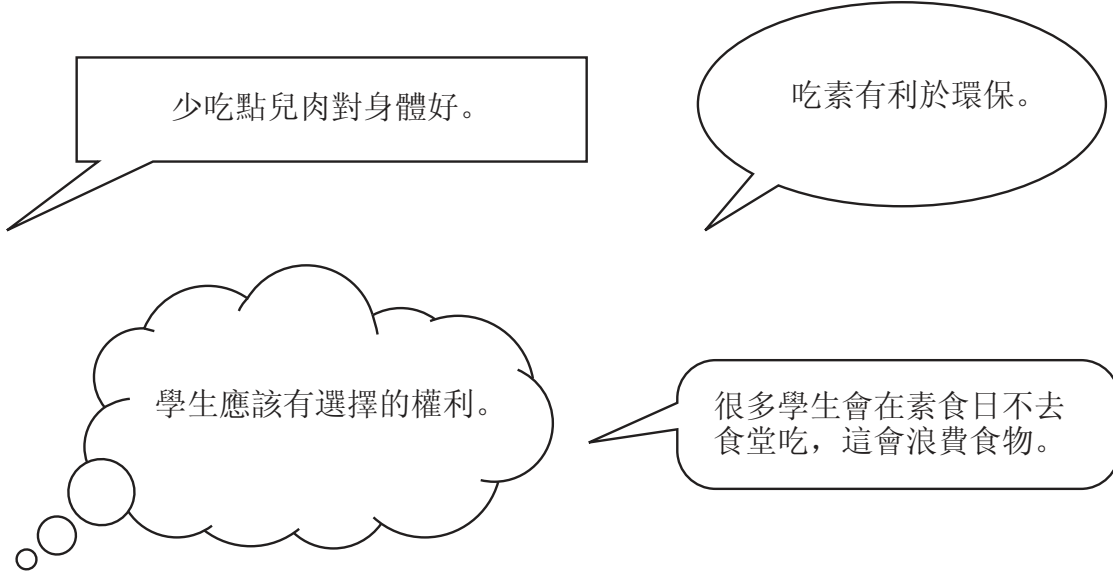 少吃點兒肉對身體好。
吃素有利於環保。
學生應該有選擇的權利。
很多學生會在素食日不去
食堂吃，這會浪費食物。